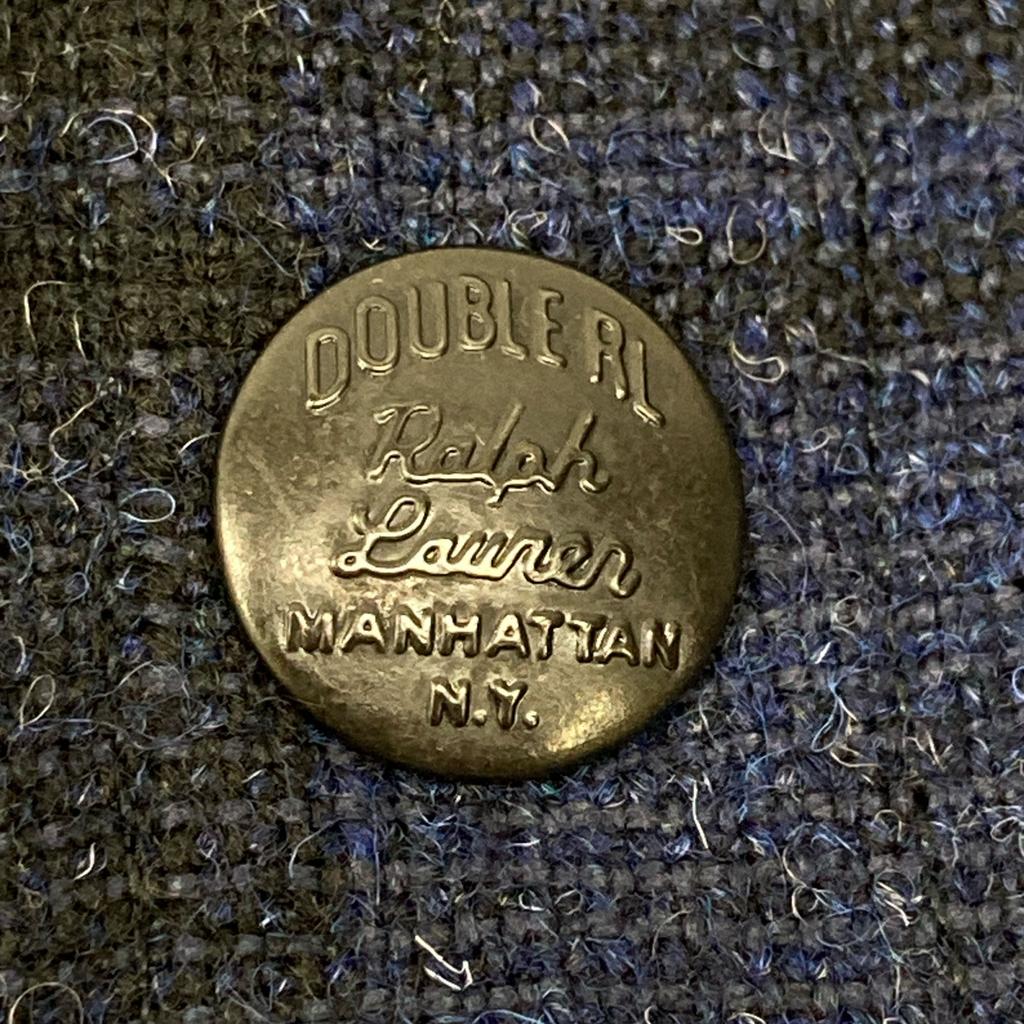 DOUBLE RL
Ralph
Lauren
MANHATTAN
N.Y.